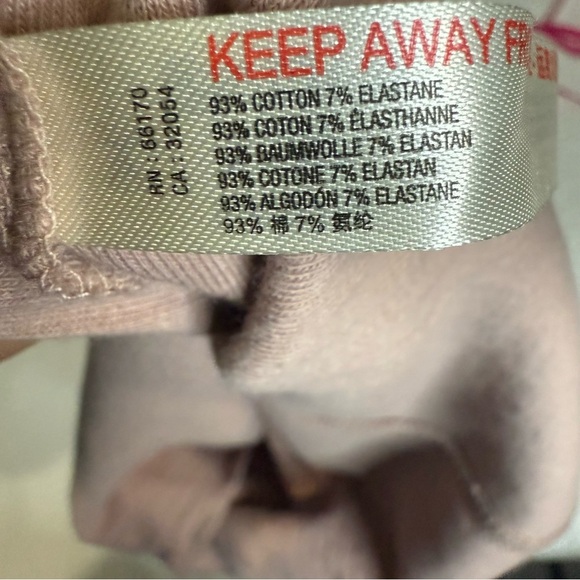 KEEP AWAY
93% COTTON 7% ELASTANE
93% COTON 7% ÉLASTHANNE
93% BAUMWOLLE 7% ELASTAN
93% COTONE 7% ELASTAN
93% ALGODÓN 7% ELASTANE
93% 棉 7% 氨纶
RN : 66170
CA : 32054